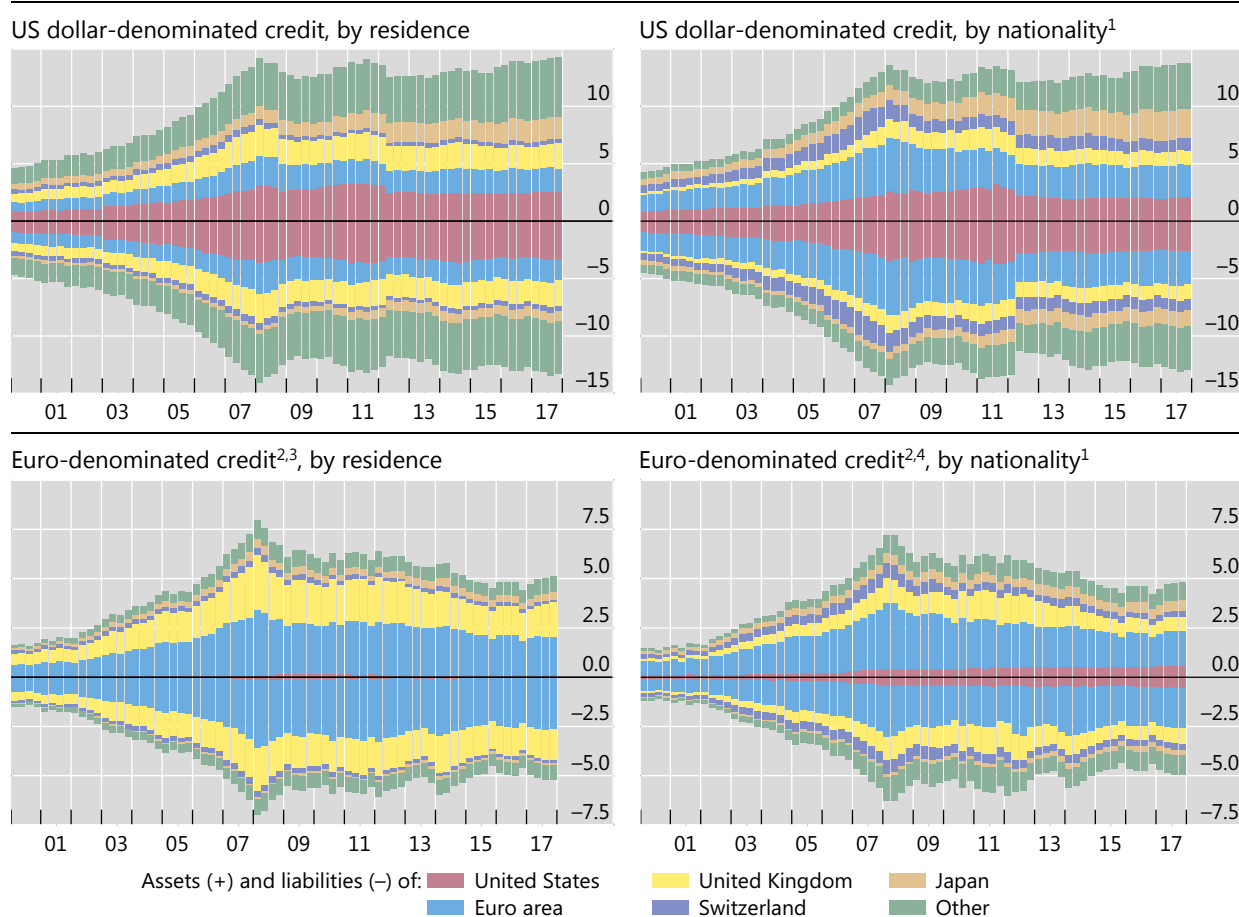 US dollar-denominated credit, by residence
10
5
0
–5
–10
–15
01 03 05 07 09 11 13 15 17
US dollar-denominated credit, by nationality¹
10
5
0
–5
–10
–15
01 03 05 07 09 11 13 15 17
Euro-denominated credit²,³, by residence
7.5
5.0
2.5
0.0
–2.5
–5.0
–7.5
01 03 05 07 09 11 13 15 17
Euro-denominated credit²,⁴, by nationality¹
7.5
5.0
2.5
0.0
–2.5
–5.0
–7.5
01 03 05 07 09 11 13 15 17
Assets (+) and liabilities (–) of: United States United Kingdom Japan
Euro area Switzerland Other